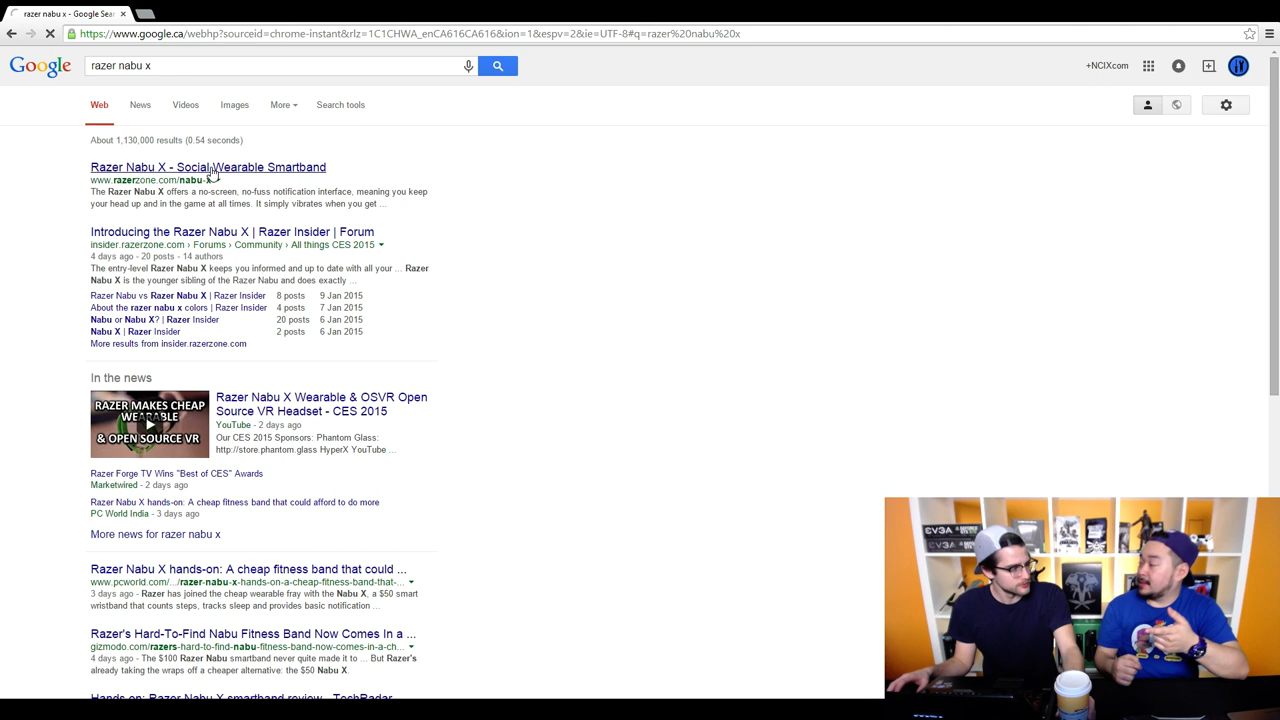 razer nabu x - Google Sea
https://www.google.ca/webhp?sourceid=chrome-instant&rlz=1C1CHWA_enCA616CA616&ion=1&espv=2&ie=UTF-8#q=razer%20nabu%20x
Google
razer nabu x
+NCIXcom
Web News Videos Images More Search tools
About 1,130,000 results (0.54 seconds)
Razer Nabu X - Social Wearable Smartband
www.razerzone.com/nabu-x
The Razer Nabu X offers a no-screen, no-fuss notification interface, meaning you keep
your head up and in the game at all times. It simply vibrates when you get ...
Introducing the Razer Nabu X | Razer Insider | Forum
insider.razerzone.com › Forums › Community › All things CES 2015
4 days ago - 20 posts - 14 authors
The entry-level Razer Nabu X keeps you informed and up to date with all your ... Razer
Nabu X is the younger sibling of the Razer Nabu and does exactly ...
Razer Nabu vs Razer Nabu X | Razer Insider 8 posts 9 Jan 2015
About the razer nabu x colors | Razer Insider 4 posts 7 Jan 2015
Nabu or Nabu X? | Razer Insider 20 posts 6 Jan 2015
Nabu X | Razer Insider 2 posts 6 Jan 2015
More results from insider.razerzone.com
In the news
RAZER MAKES CHEAP
WEARABLE
& OPEN SOURCE VR
Razer Nabu X Wearable & OSVR Open
Source VR Headset - CES 2015
YouTube - 2 days ago
Our CES 2015 Sponsors: Phantom Glass:
http://store.phantom.glass HyperX YouTube ...
Razer Forge TV Wins "Best of CES" Awards
Marketwired - 2 days ago
Razer Nabu X hands-on: A cheap fitness band that could afford to do more
PC World India - 3 days ago
More news for razer nabu x
Razer Nabu X hands-on: A cheap fitness band that could ...
www.pcworld.com/.../razer-nabu-x-hands-on-a-cheap-fitness-band-that-...
3 days ago - Razer has joined the cheap wearable fray with the Nabu X, a $50 smart
wristband that counts steps, tracks sleep and provides basic notification ...
Razer's Hard-To-Find Nabu Fitness Band Now Comes In a ...
gizmodo.com/razers-hard-to-find-nabu-fitness-band-now-comes-in-a-ch...
4 days ago - The $100 Razer Nabu smartband never quite made it to ... But Razer's
already taking the wraps off a cheaper alternative: the $50 Nabu X.
Hands on: Razer Nabu X smartband review - TechRadar
EVGA
EVGA